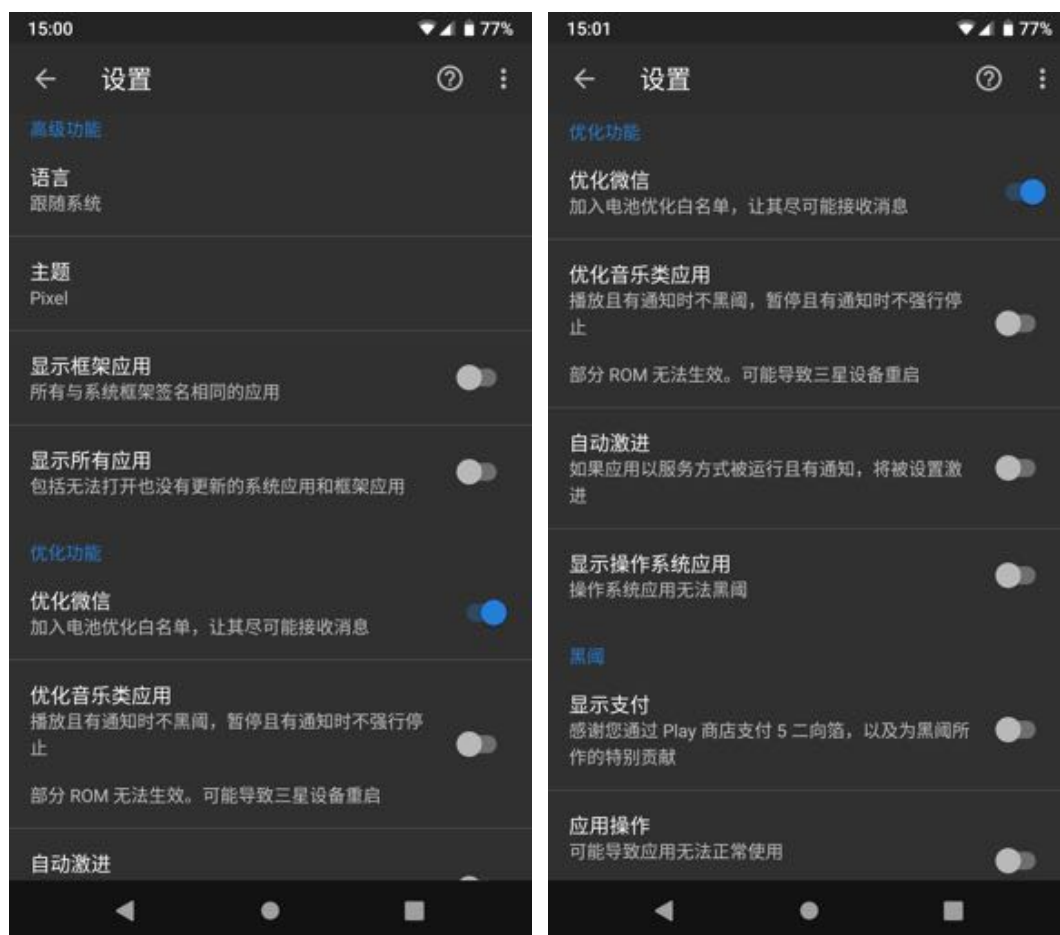 15:00
77%
设置
高级功能
语言
跟随系统
主题
Pixel
显示框架应用
所有与系统框架签名相同的应用
显示所有应用
包括无法打开也没有更新的系统应用和框架应用
优化功能
优化微信
加入电池优化白名单，让其尽可能接收消息
优化音乐类应用
播放且有通知时不黑阈，暂停且有通知时不强行停
止
部分 ROM 无法生效。可能导致三星设备重启
自动激进
15:01
77%
设置
优化功能
优化微信
加入电池优化白名单，让其尽可能接收消息
优化音乐类应用
播放且有通知时不黑阈，暂停且有通知时不强行停
止
部分 ROM 无法生效。可能导致三星设备重启
自动激进
如果应用以服务方式被运行且有通知，将被设置激
进
显示操作系统应用
操作系统应用无法黑阈
黑阈
显示支付
感谢您通过 Play 商店支付 5 二向箔，以及为黑阈所
作的特别贡献
应用操作
可能导致应用无法正常使用